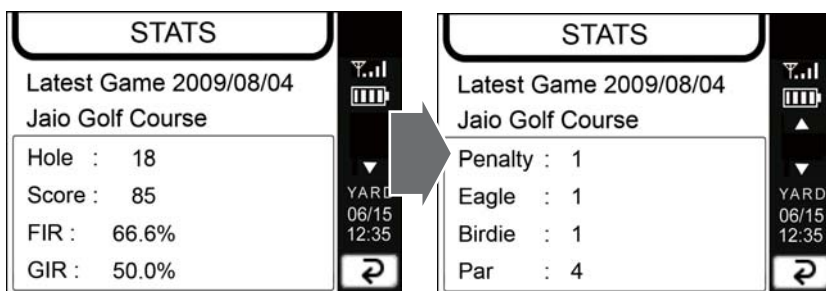 STATS
Latest Game 2009/08/04
Jaio Golf Course
Hole : 18
Score : 85
FIR : 66.6%
GIR : 50.0%
YARD
06/15
12:35
STATS
Latest Game 2009/08/04
Jaio Golf Course
Penalty : 1
Eagle : 1
Birdie : 1
Par : 4
YARD
06/15
12:35